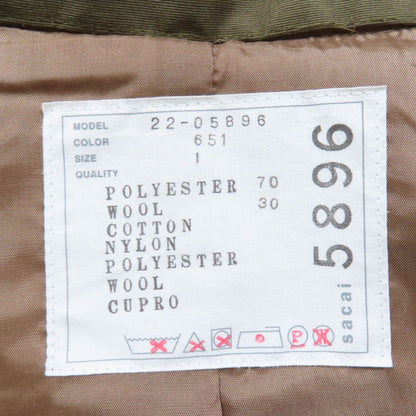 MODEL 22-05896
COLOR 651
SIZE 1
QUALITY
POLYESTER 70
WOOL 30
COTTON
NYLON
POLYESTER
WOOL
CUPRO
P
sacai 5896